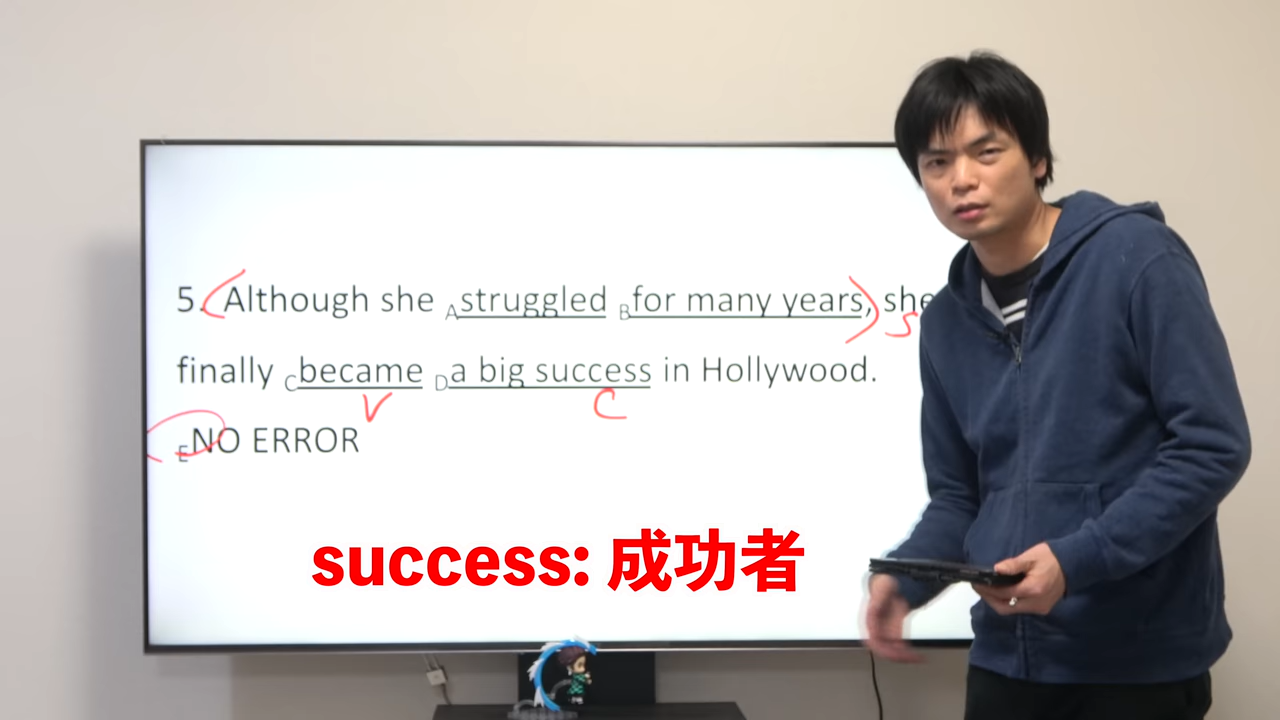 5. Although she Astruggled Bfor many years, she
finally Cbecame Da big success in Hollywood.
ENO ERROR
S
V
C
success: 成功者